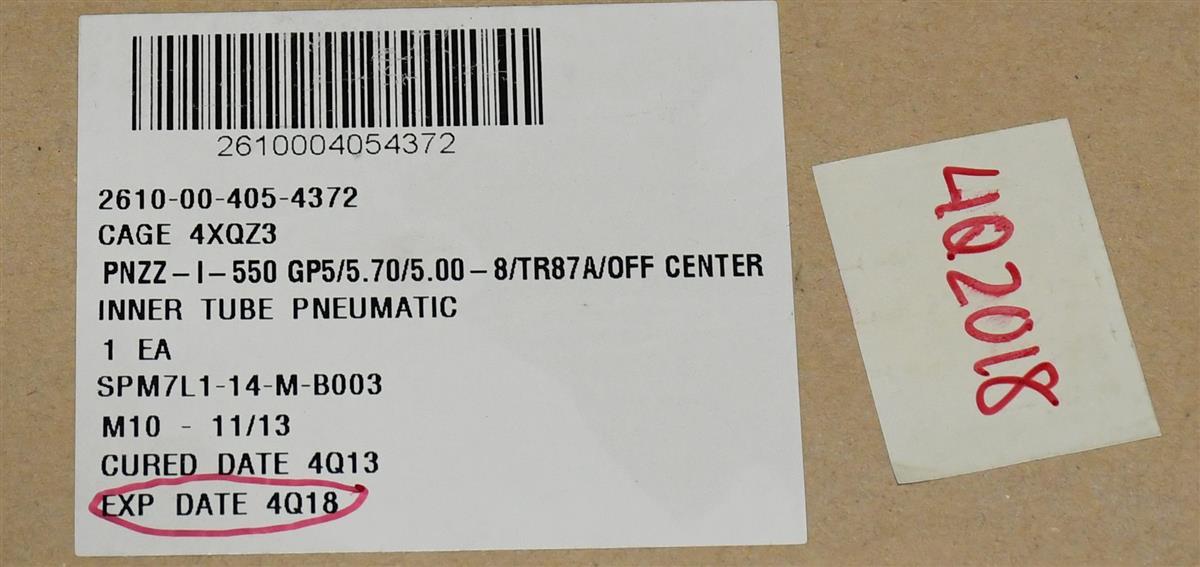 2610004054372
2610-00-405-4372
CAGE 4XQZ3
PNZZ-I-550 GP5/5.70/5.00-8/TR87A/OFF CENTER
INNER TUBE PNEUMATIC
1 EA
SPM7L1-14-M-B003
M10 - 11/13
CURED DATE 4Q13
EXP DATE 4Q18
4Q2018